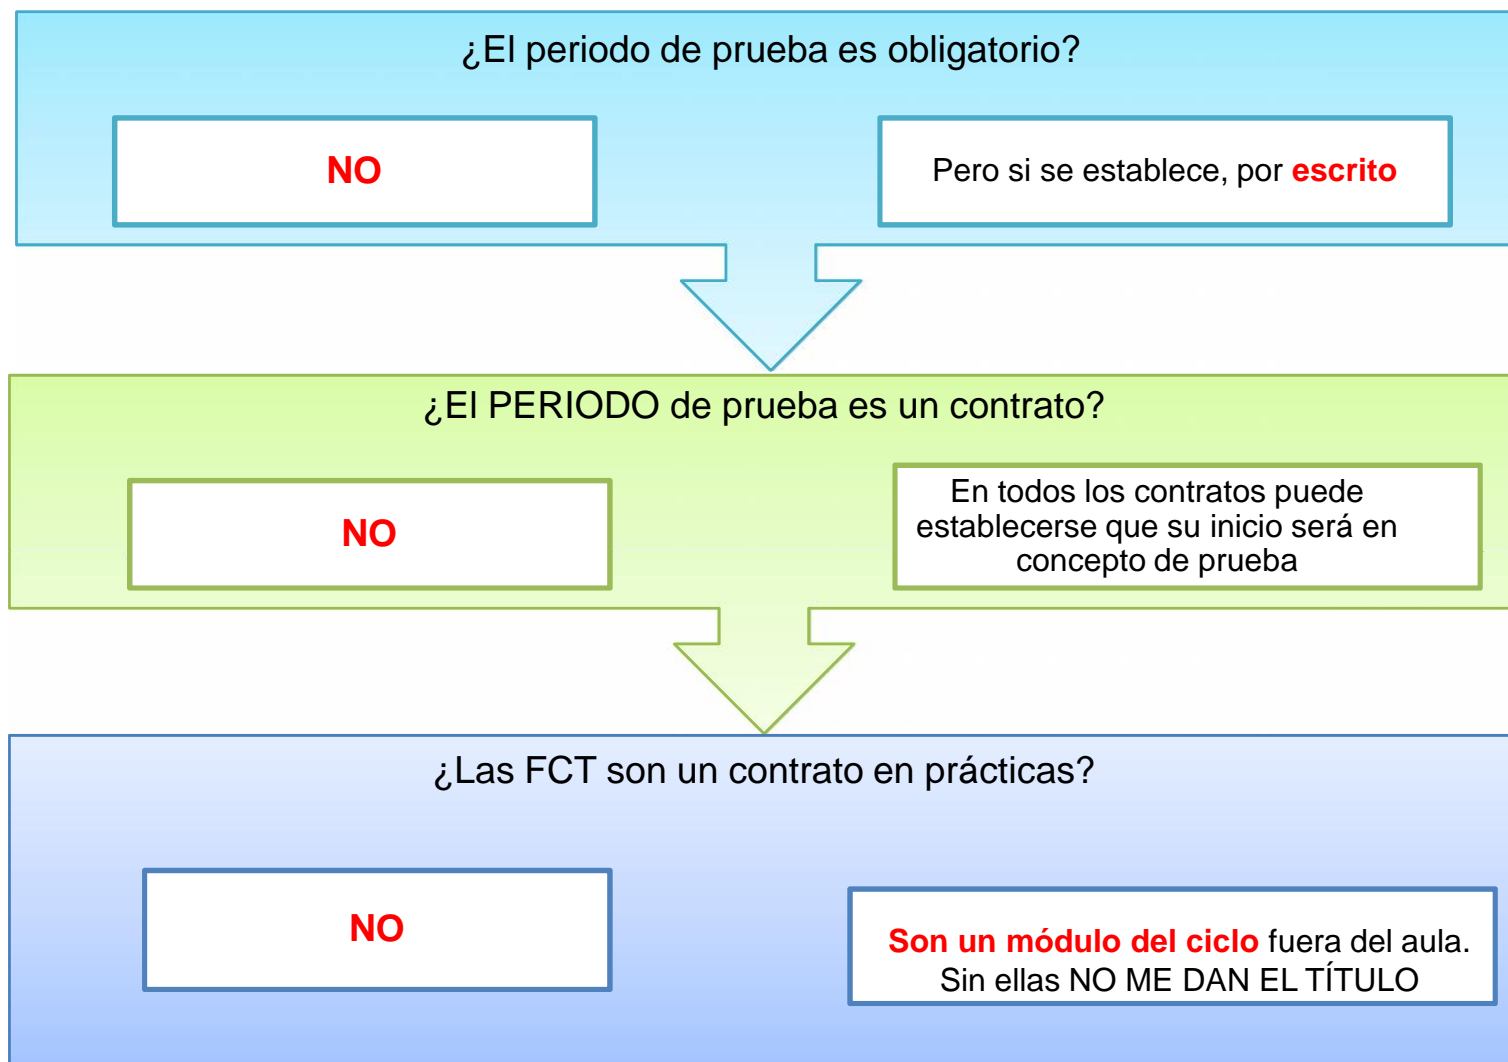 ¿El periodo de prueba es obligatorio?
NO
Pero si se establece, por escrito
¿El PERIODO de prueba es un contrato?
NO
En todos los contratos puede
establecerse que su inicio será en
concepto de prueba
¿Las FCT son un contrato en prácticas?
NO
Son un módulo del ciclo fuera del aula.
Sin ellas NO ME DAN EL TÍTULO